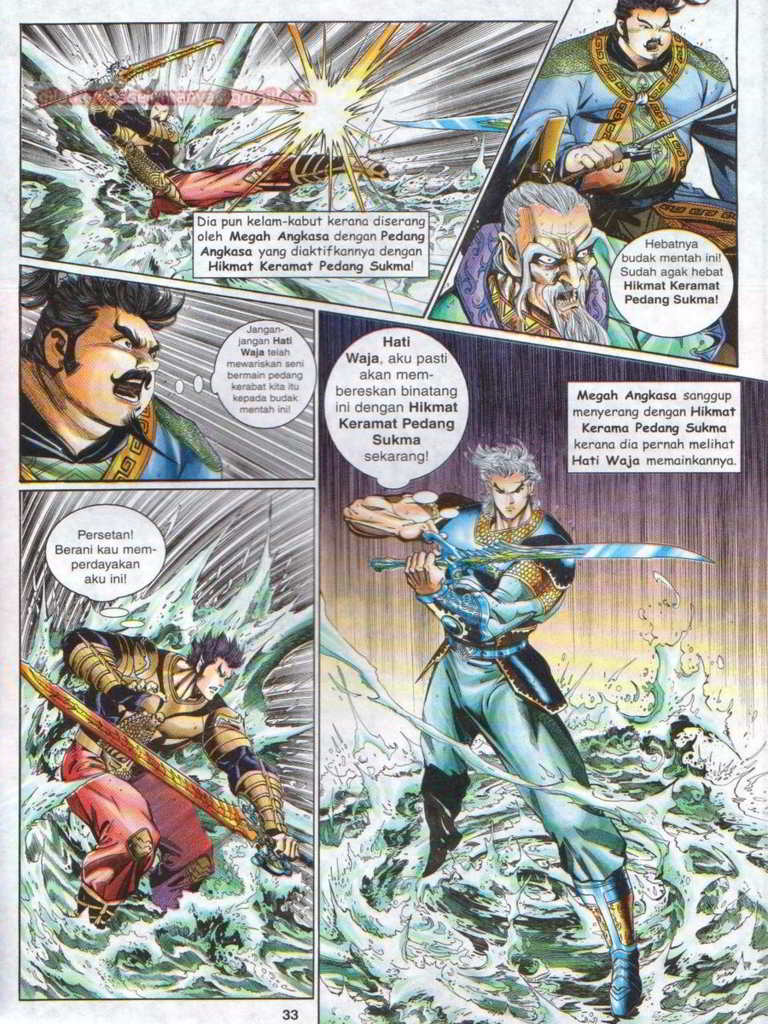 Dia pun kelam-kabut kerana diserang
oleh Megah Angkasa dengan Pedang
Angkasa yang diaktifkannya dengan
Hikmat Keramat Pedang Sukma!
Hebatnya
budak mentah ini!
Sudah agak hebat
Hikmat Keramat
Pedang Sukma!
Jangan-
jangan Hati
Waja telah
mewariskan seni
bermain pedang
kerabat kita itu
kepada budak
mentah ini!
Hati
Waja, aku pasti
akan mem-
bereskan binatang
ini dengan Hikmat
Keramat Pedang
Sukma
sekarang!
Megah Angkasa sanggup
menyerang dengan Hikmat
Kerama Pedang Sukma
kerana dia pernah melihat
Hati Waja memainkannya.
Persetan!
Berani kau mem-
perdayakan
aku ini!
33